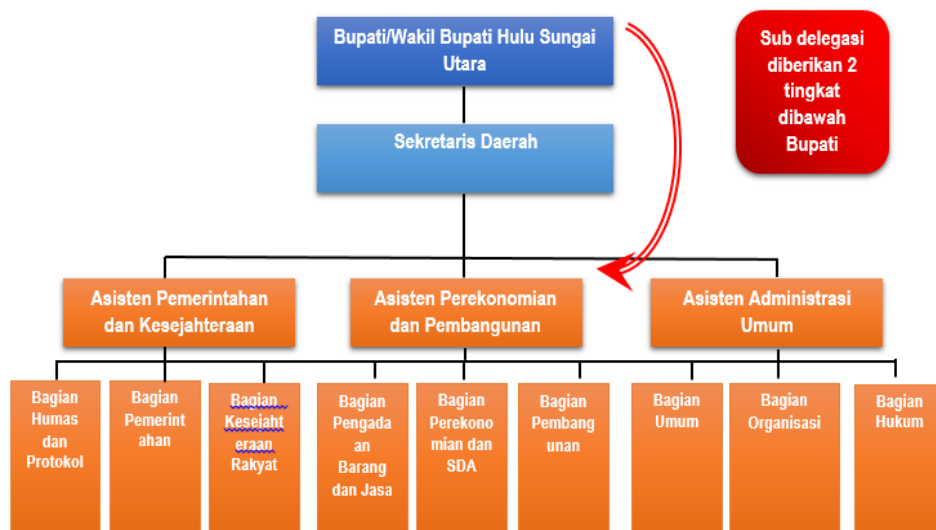 Bupati/Wakil Bupati Hulu Sungai
Utara
Sub delegasi
diberikan 2
tingkat
dibawah
Bupati
Sekretaris Daerah
Asisten Pemerintahan
dan Kesejahteraan
Asisten Perekonomian
dan Pembangunan
Asisten Administrasi
Umum
Bagian
Humas
dan
Protokol
Bagian
Pemerint
ahan
Bagian
Kesejaht
eraan
Rakyat
Bagian
Pengada
an
Barang
dan Jasa
Bagian
Perekono
mian dan
SDA
Bagian
Pembang
unan
Bagian
Umum
Bagian
Organisasi
Bagian
Hukum